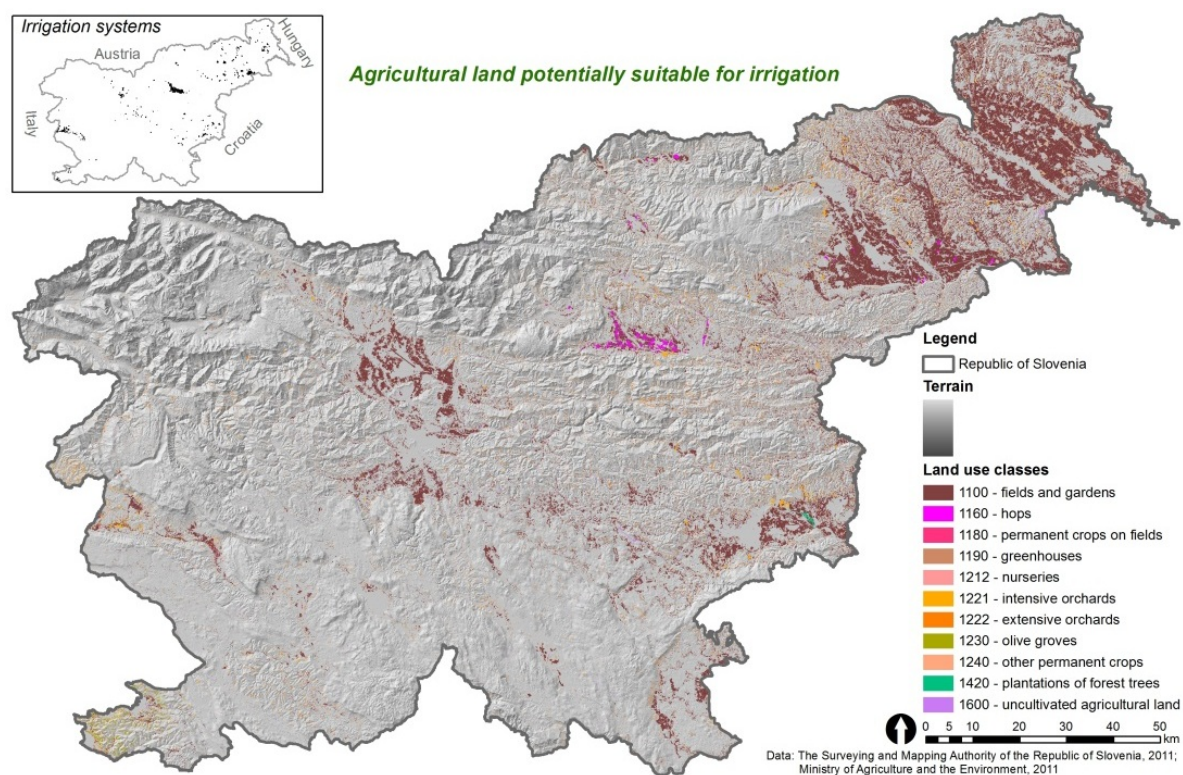 Irrigation systems
Austria
Hungary
Italy
Croatia
Agricultural land potentially suitable for irrigation
Legend
Republic of Slovenia
Terrain
Land use classes
1100 - fields and gardens
1160 - hops
1180 - permanent crops on fields
1190 - greenhouses
1212 - nurseries
1221 - intensive orchards
1222 - extensive orchards
1230 - olive groves
1240 - other permanent crops
1420 - plantations of forest trees
1600 - uncultivated agricultural land
0 5 10 20 30 40 50
km
Data: The Surveying and Mapping Authority of the Republic of Slovenia, 2011;
Ministry of Agriculture and the Environment, 2011